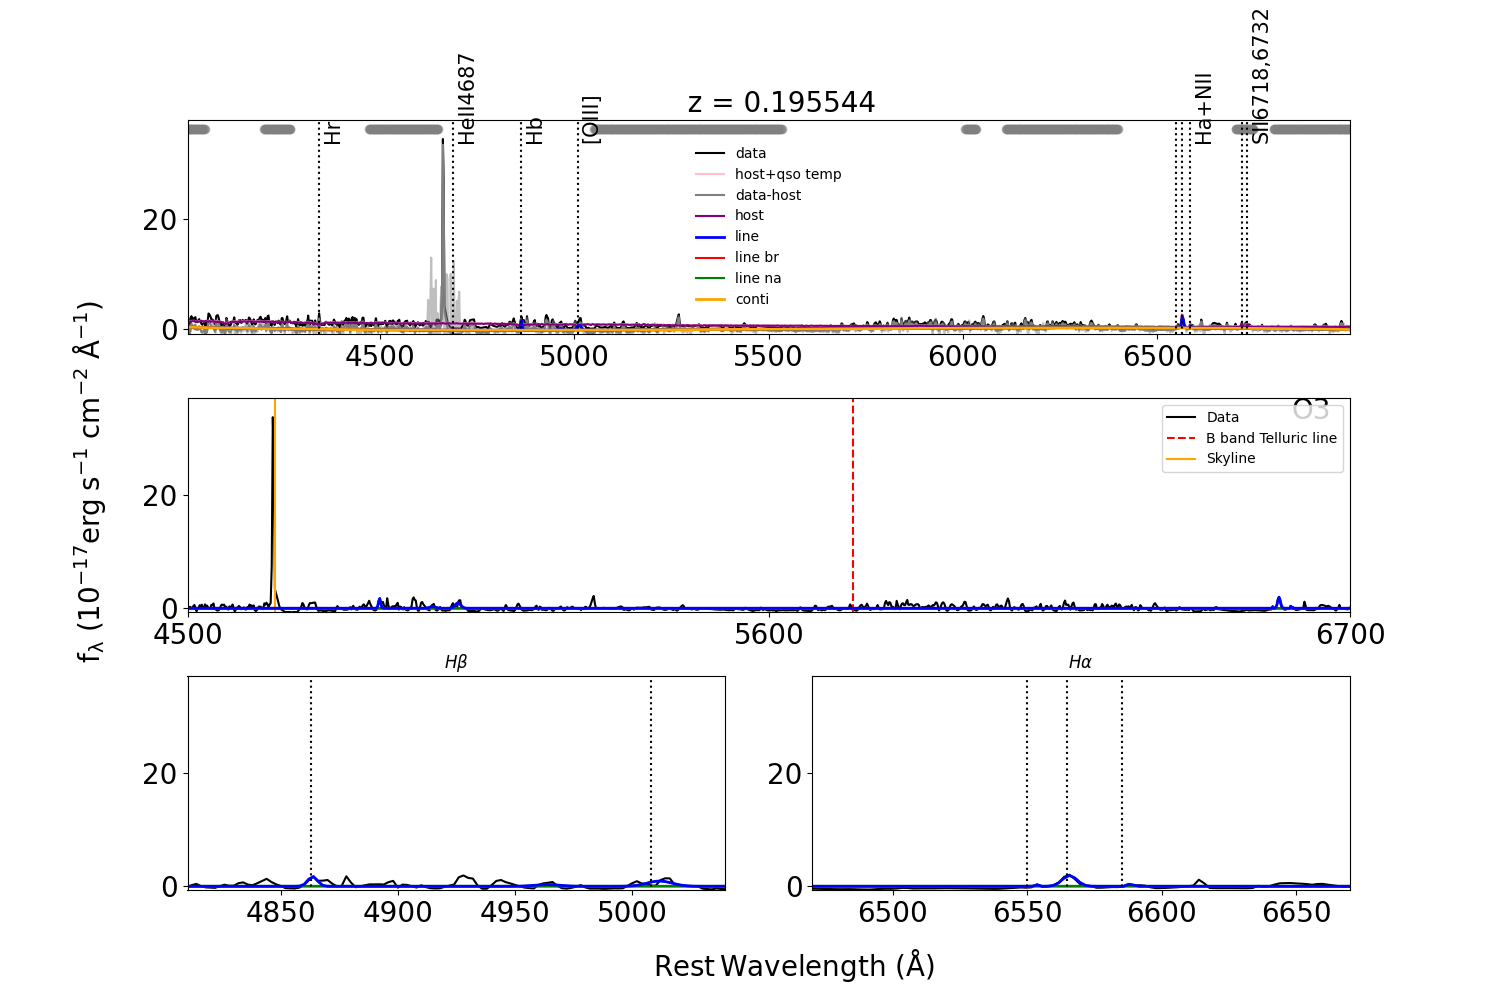 z = 0.195544
Hr
HeII4687
Hb
[OIII]
Ha+NII
SII6718,6732
data
host+qso temp
data-host
host
line
line br
line na
conti
20
0
4500
5000
5500
6000
6500
O3
Data
B band Telluric line
Skyline
20
0
4500
5600
6700
fλ (10⁻¹⁷erg s⁻¹ cm⁻² Å⁻¹)
Hβ
20
0
4850
4900
4950
5000
Hα
20
0
6500
6550
6600
6650
Rest Wavelength (Å)